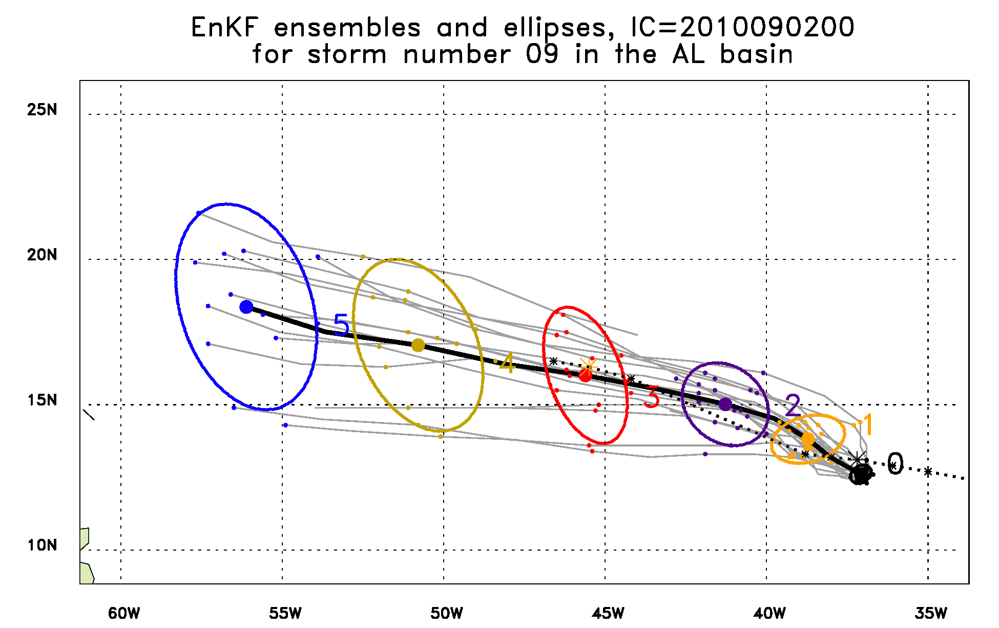 EnKF ensembles and ellipses, IC=2010090200
for storm number 09 in the AL basin
25N
20N
15N
10N
5
4
3
2
1
0
60W 55W 50W 45W 40W 35W